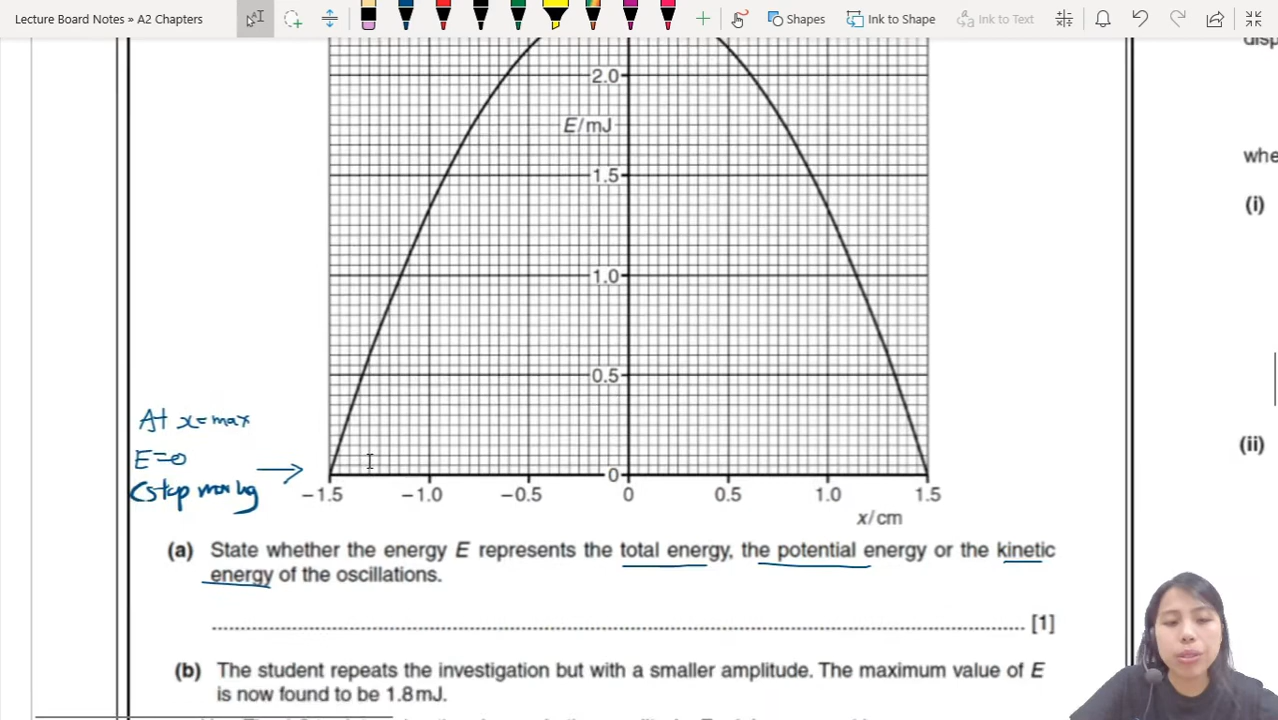 Lecture Board Notes » A2 Chapters
Shapes
Ink to Shape
Ink to Text
disp
2.0
E/mJ
1.5
1.0
0.5
0
-1.5 -1.0 -0.5 0 0.5 1.0 1.5
x/cm
At x=max
E=0
(stop moving
whe
(i)
(ii)
(a) State whether the energy E represents the total energy, the potential energy or the kinetic
energy of the oscillations.
[1]
(b) The student repeats the investigation but with a smaller amplitude. The maximum value of E
is now found to be 1.8mJ.